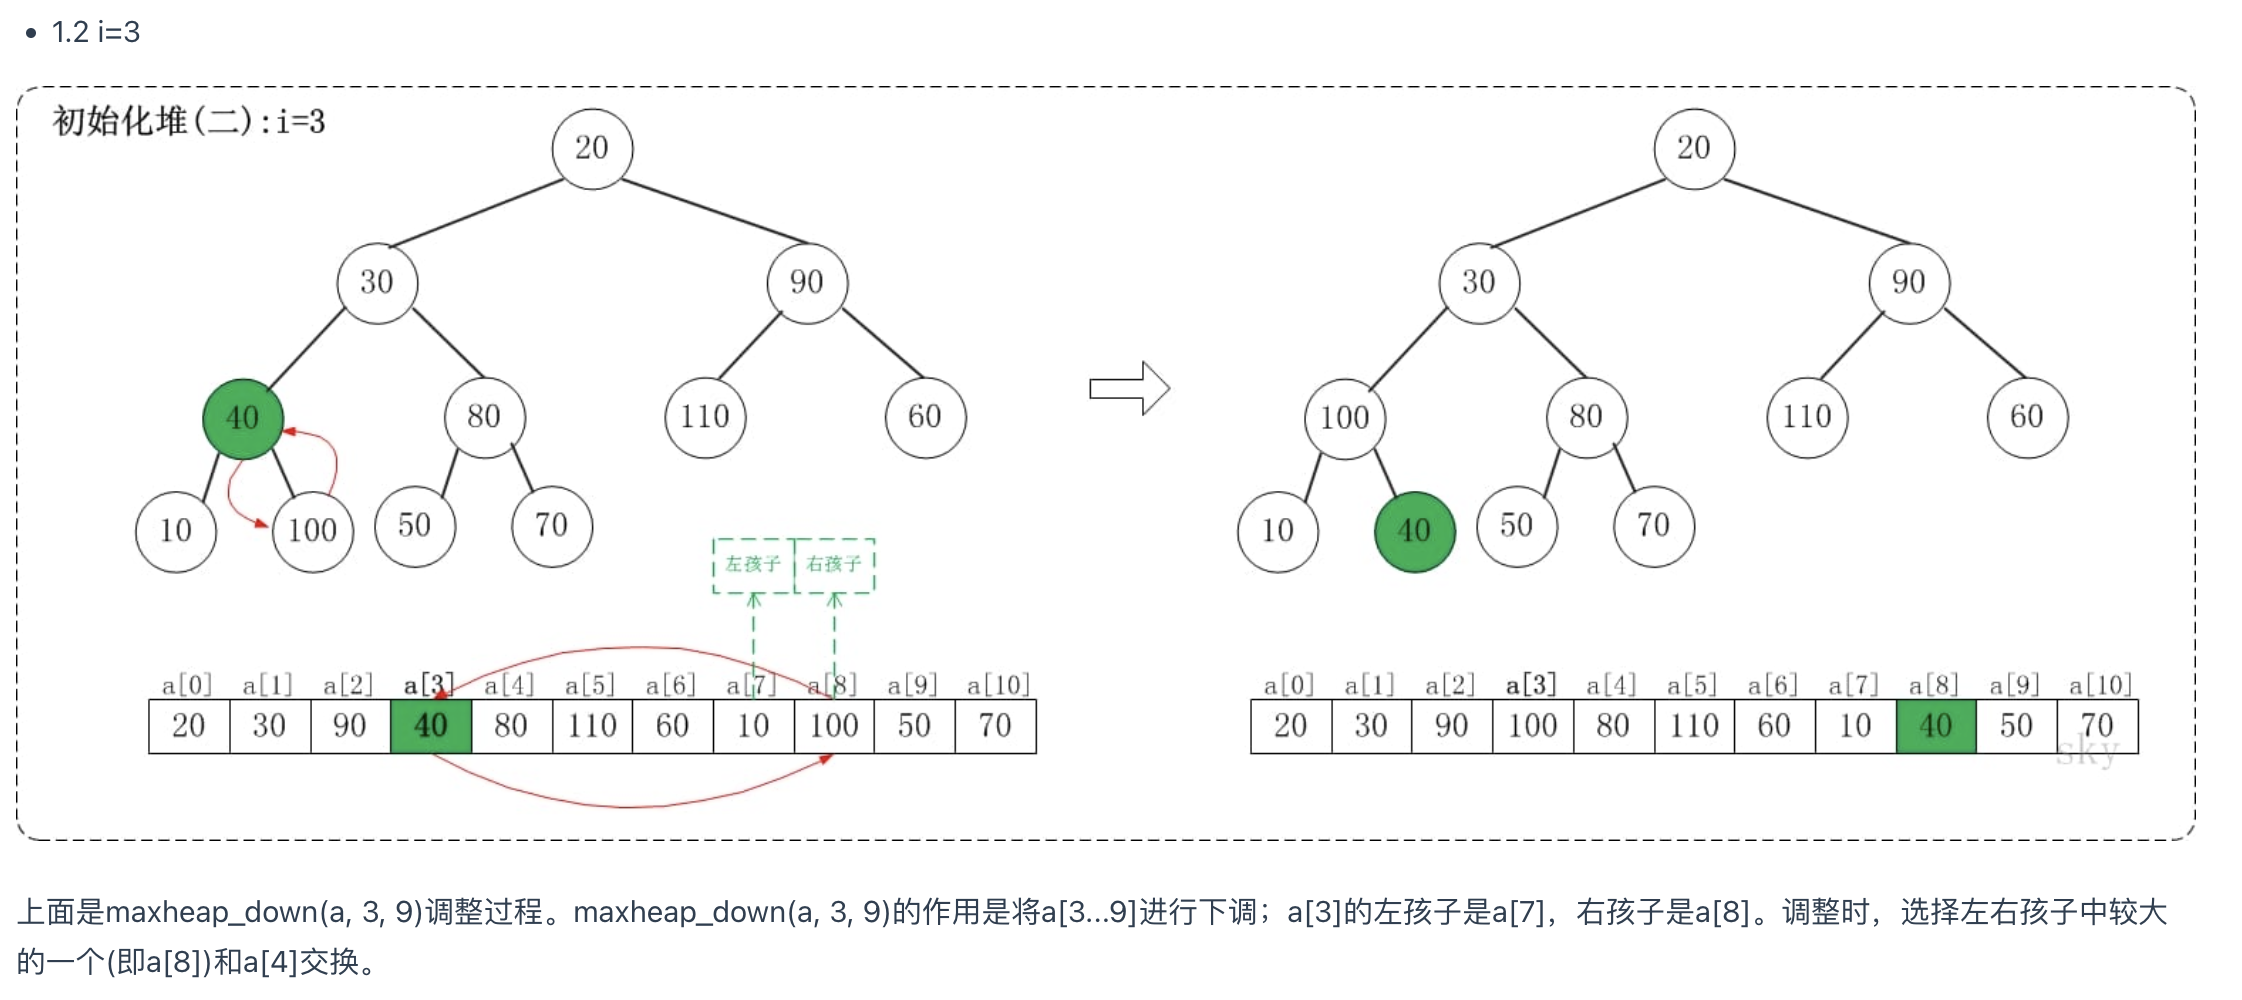 • 1.2 i=3
初始化堆(二):i=3
20
20
30
90
30
90
40
80
110
60
100
80
110
60
10
100
50
70
10
40
50
70
左孩子 右孩子
a[0] a[1] a[2] a[3] a[4] a[5] a[6] a[7] a[8] a[9] a[10]
20 30 90 40 80 110 60 10 100 50 70
a[0] a[1] a[2] a[3] a[4] a[5] a[6] a[7] a[8] a[9] a[10]
20 30 90 100 80 110 60 10 40 50 70
sky
上面是maxheap_down(a, 3, 9)调整过程。maxheap_down(a, 3, 9)的作用是将a[3...9]进行下调；a[3]的左孩子是a[7]，右孩子是a[8]。调整时，选择左右孩子中较大
的一个(即a[8])和a[4]交换。